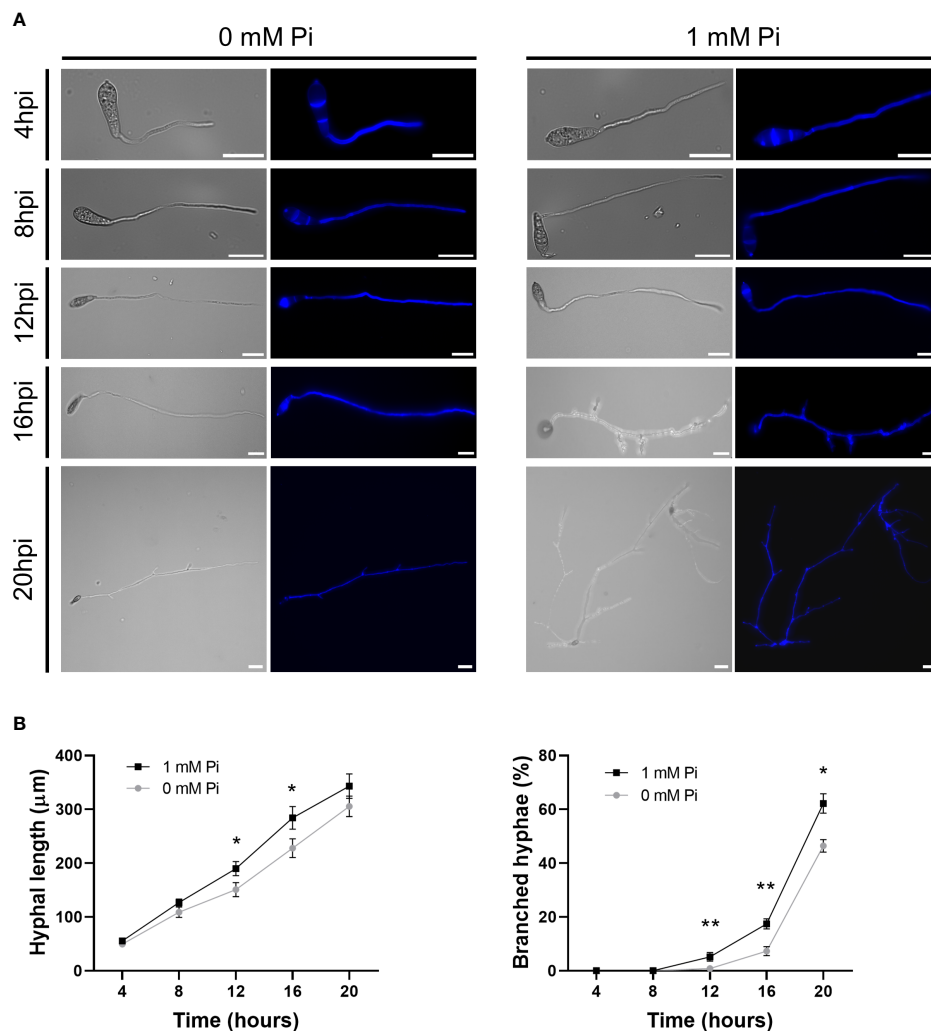 A
0 mM Pi
1 mM Pi
4hpi
8hpi
12hpi
16hpi
20hpi
B
Hyphal length (μm)
400
300
200
100
0
1 mM Pi
0 mM Pi
*
*
4 8 12 16 20
Time (hours)
Branched hyphae (%)
80
60
40
20
0
1 mM Pi
0 mM Pi
**
**
*
4 8 12 16 20
Time (hours)